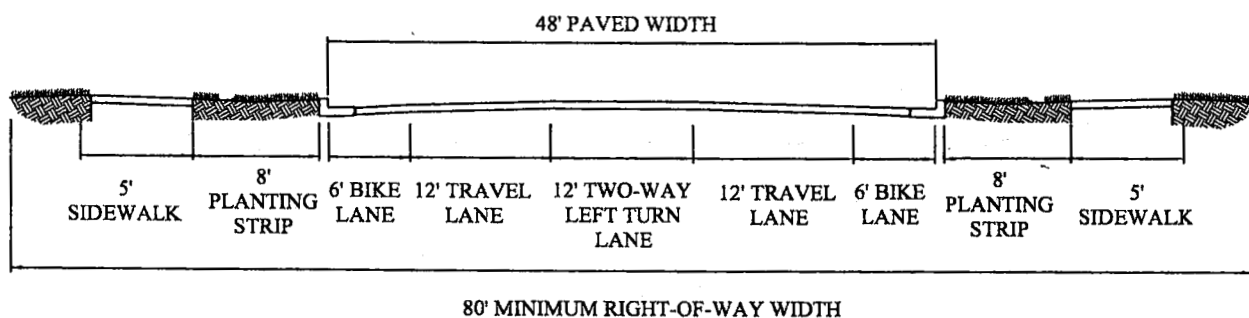 48' PAVED WIDTH
5'
SIDEWALK
8'
PLANTING
STRIP
6' BIKE
LANE
12' TRAVEL
LANE
12' TWO-WAY
LEFT TURN
LANE
12' TRAVEL
LANE
6' BIKE
LANE
8'
PLANTING
STRIP
5'
SIDEWALK
80' MINIMUM RIGHT-OF-WAY WIDTH